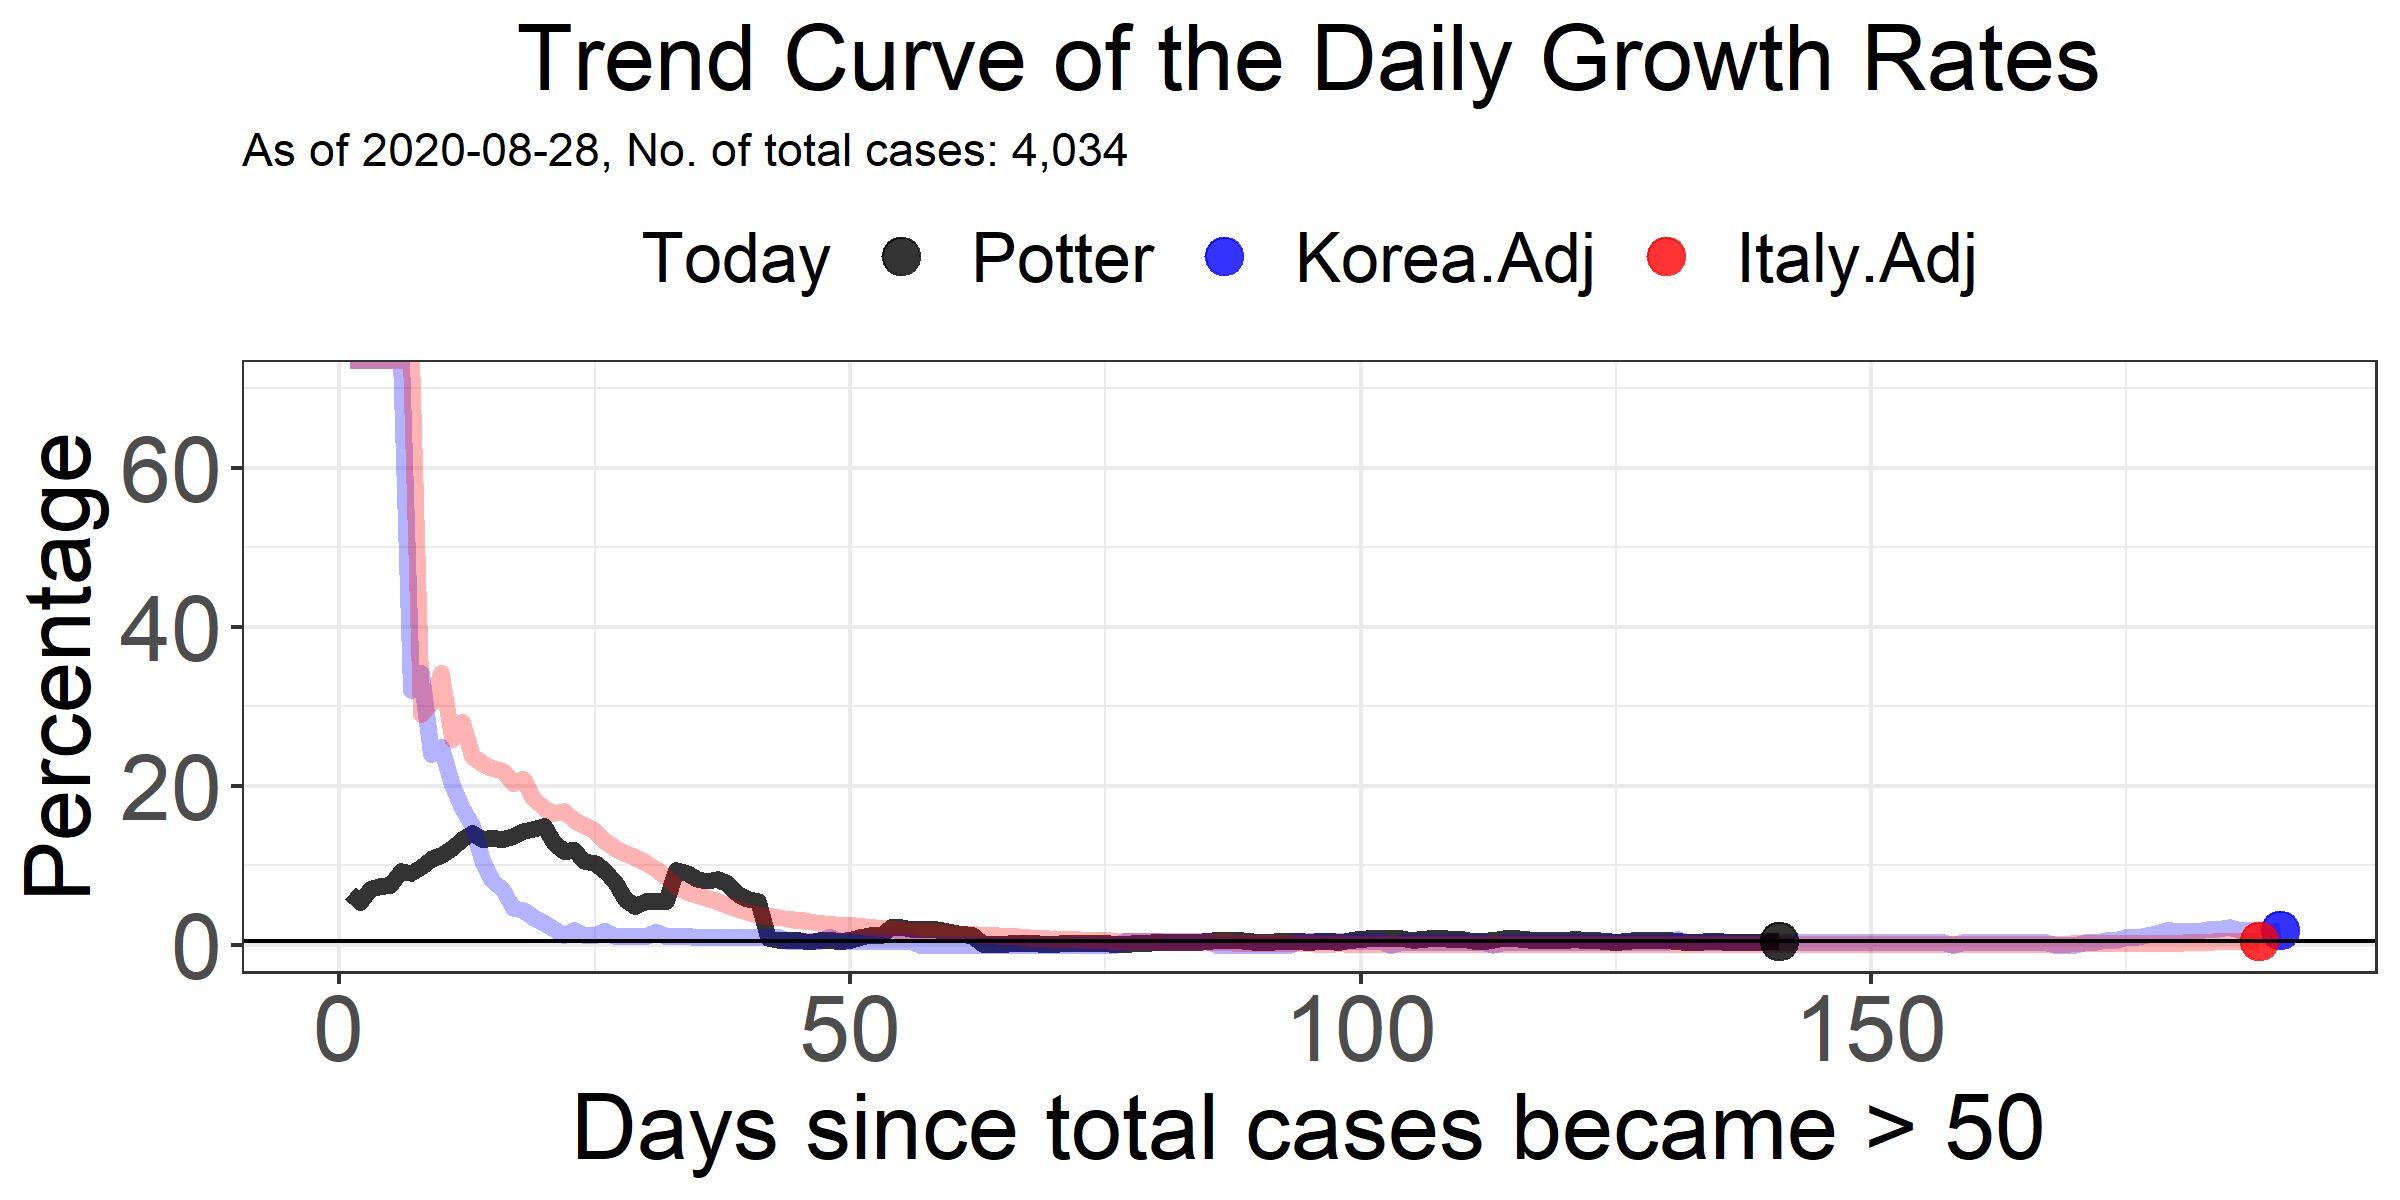 Trend Curve of the Daily Growth Rates
As of 2020-08-28, No. of total cases: 4,034
Today Potter Korea.Adj Italy.Adj
Percentage
60
40
20
0
0 50 100 150
Days since total cases became > 50